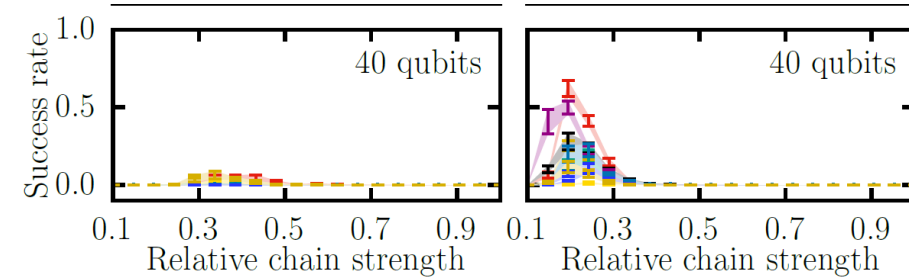 1.0
0.5
0.0
Success rate
40 qubits
0.1 0.3 0.5 0.7 0.9
Relative chain strength
40 qubits
0.1 0.3 0.5 0.7 0.9
Relative chain strength